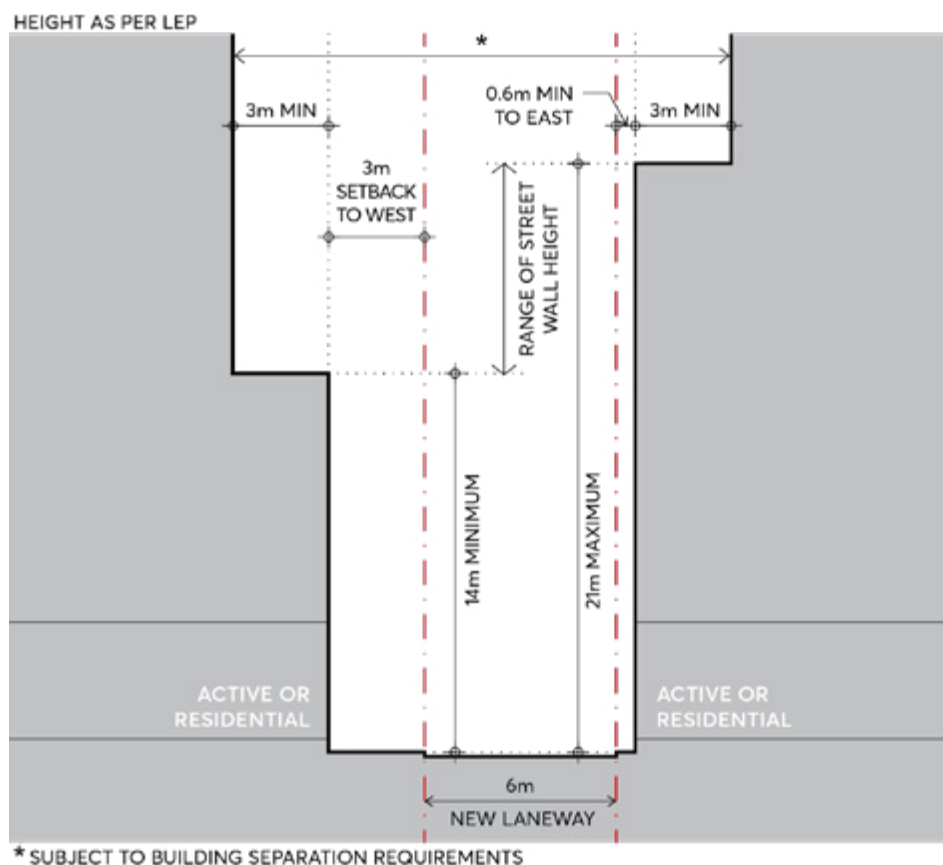 HEIGHT AS PER LEP
*
3m MIN
0.6m MIN
TO EAST
3m MIN
3m
SETBACK
TO WEST
RANGE OF STREET
WALL HEIGHT
14m MINIMUM
21m MAXIMUM
ACTIVE OR
RESIDENTIAL
ACTIVE OR
RESIDENTIAL
6m
NEW LANEWAY
* SUBJECT TO BUILDING SEPARATION REQUIREMENTS